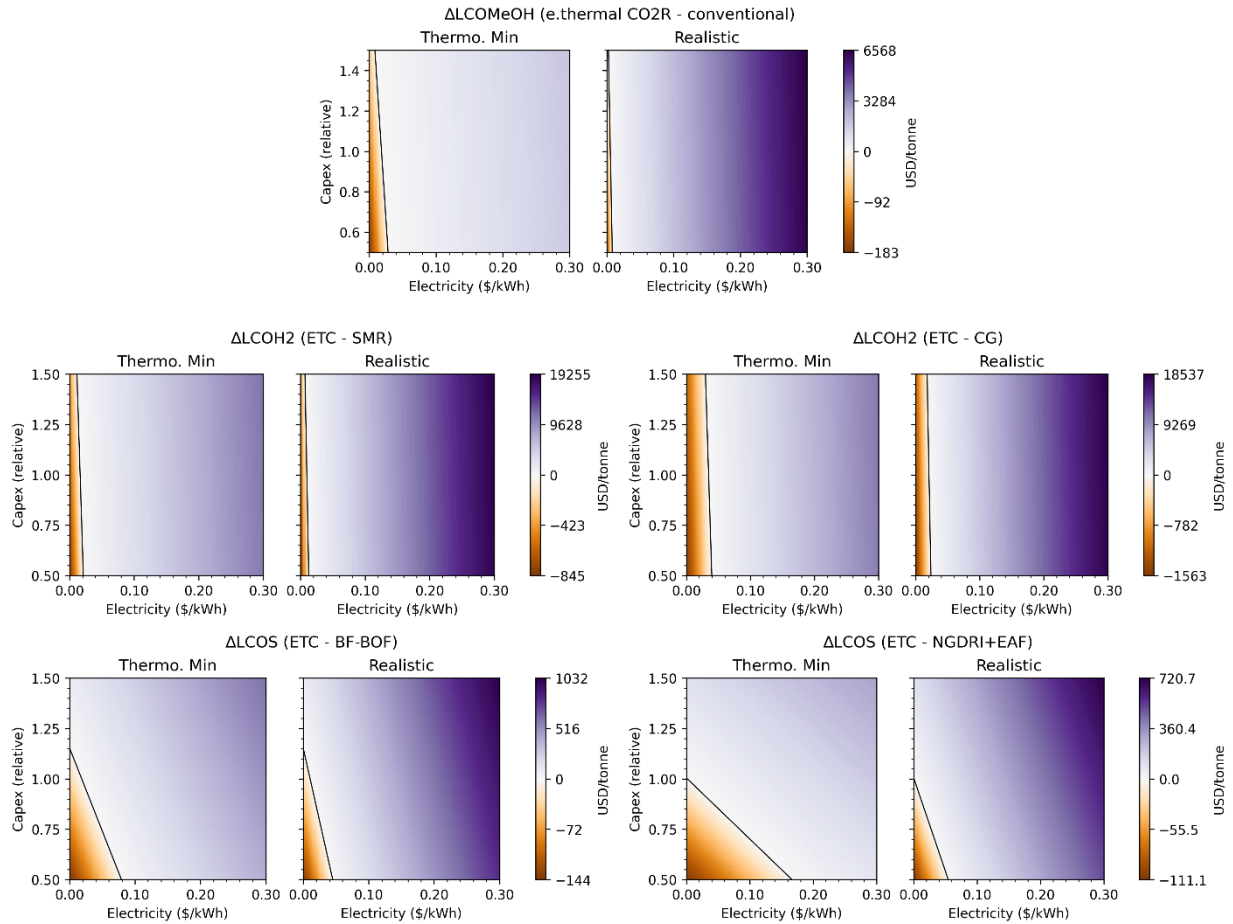 ΔLCOMeOH (e.thermal CO2R - conventional)
Thermo. Min
Realistic
Capex (relative)
1.4
1.2
1.0
0.8
0.6
0.00 0.10 0.20 0.30
Electricity ($/kWh)
0.00 0.10 0.20 0.30
Electricity ($/kWh)
6568
3284
0
−92
−183
USD/tonne
ΔLCOH2 (ETC - SMR)
Thermo. Min
Realistic
Capex (relative)
1.50
1.25
1.00
0.75
0.50
0.00 0.10 0.20 0.30
Electricity ($/kWh)
0.00 0.10 0.20 0.30
Electricity ($/kWh)
19255
9628
0
−423
−845
USD/tonne
ΔLCOH2 (ETC - CG)
Thermo. Min
Realistic
Capex (relative)
1.50
1.25
1.00
0.75
0.50
0.00 0.10 0.20 0.30
Electricity ($/kWh)
0.00 0.10 0.20 0.30
Electricity ($/kWh)
18537
9269
0
−782
−1563
USD/tonne
ΔLCOS (ETC - BF-BOF)
Thermo. Min
Realistic
Capex (relative)
1.50
1.25
1.00
0.75
0.50
0.00 0.10 0.20 0.30
Electricity ($/kWh)
0.00 0.10 0.20 0.30
Electricity ($/kWh)
1032
516
0
−72
−144
USD/tonne
ΔLCOS (ETC - NGDRI+EAF)
Thermo. Min
Realistic
Capex (relative)
1.50
1.25
1.00
0.75
0.50
0.00 0.10 0.20 0.30
Electricity ($/kWh)
0.00 0.10 0.20 0.30
Electricity ($/kWh)
720.7
360.4
0.0
−55.5
−111.1
USD/tonne